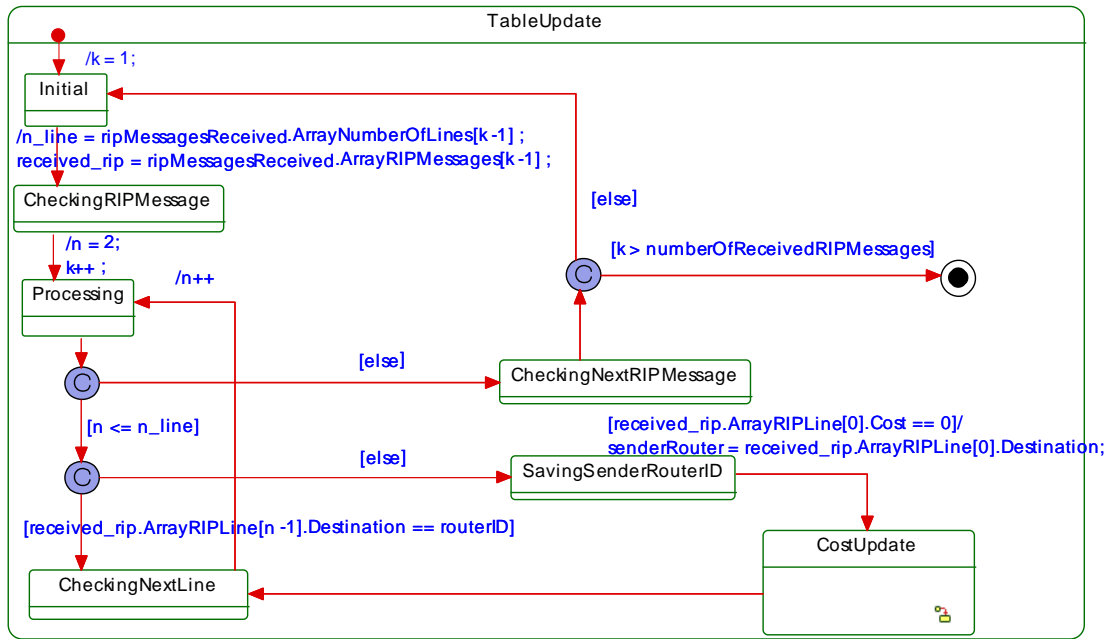 TableUpdate
/k = 1;
Initial
/n_line = ripMessagesReceived.ArrayNumberOfLines[k-1] ;
received_rip = ripMessagesReceived.ArrayRIPMessages[k-1] ;
CheckingRIPMessage
[else]
/n = 2;
k++ ;
[k > numberOfReceivedRIPMessages]
C
/n++
Processing
[else]
CheckingNextRIPMessage
C
[n <= n_line]
[received_rip.ArrayRIPLine[0].Cost == 0]/
senderRouter = received_rip.ArrayRIPLine[0].Destination;
[else]
C
SavingSenderRouterID
[received_rip.ArrayRIPLine[n -1].Destination == routerID]
CostUpdate
CheckingNextLine